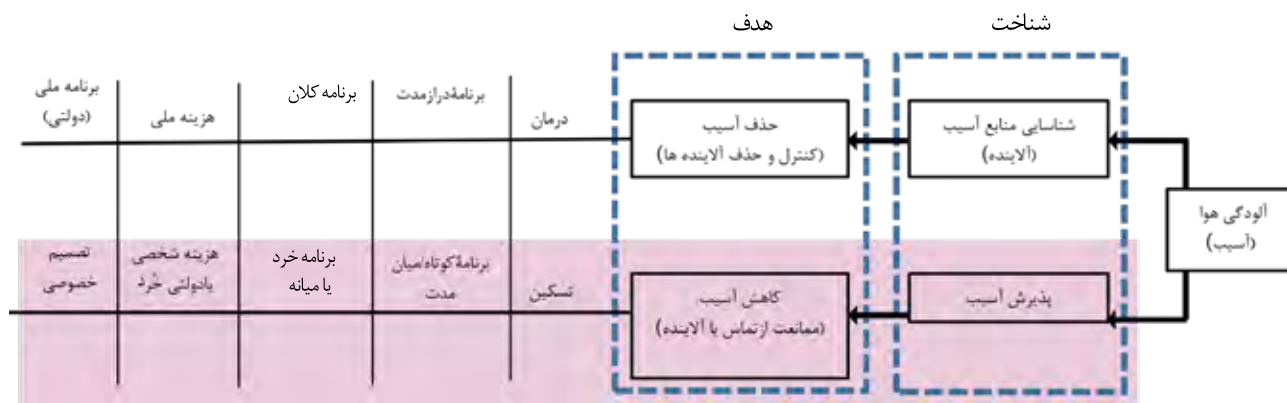 شناخت
هدف
آلودگی هوا
(آسیب)
شناسایی منابع آسیب
(آلاینده)
حذف آسیب
(کنترل و حذف آلاینده ها)
درمان
برنامهٔ درازمدت
برنامه کلان
هزینه ملی
برنامه ملی
(دولتی)
پذیرش آسیب
کاهش آسیب
(ممانعت از تماس با آلاینده)
تسکین
برنامهٔ کوتاه/میان
مدت
برنامه خرد
یا میانه
هزینه شخصی
یادولتی خُرد
تصمیم
خصوصی